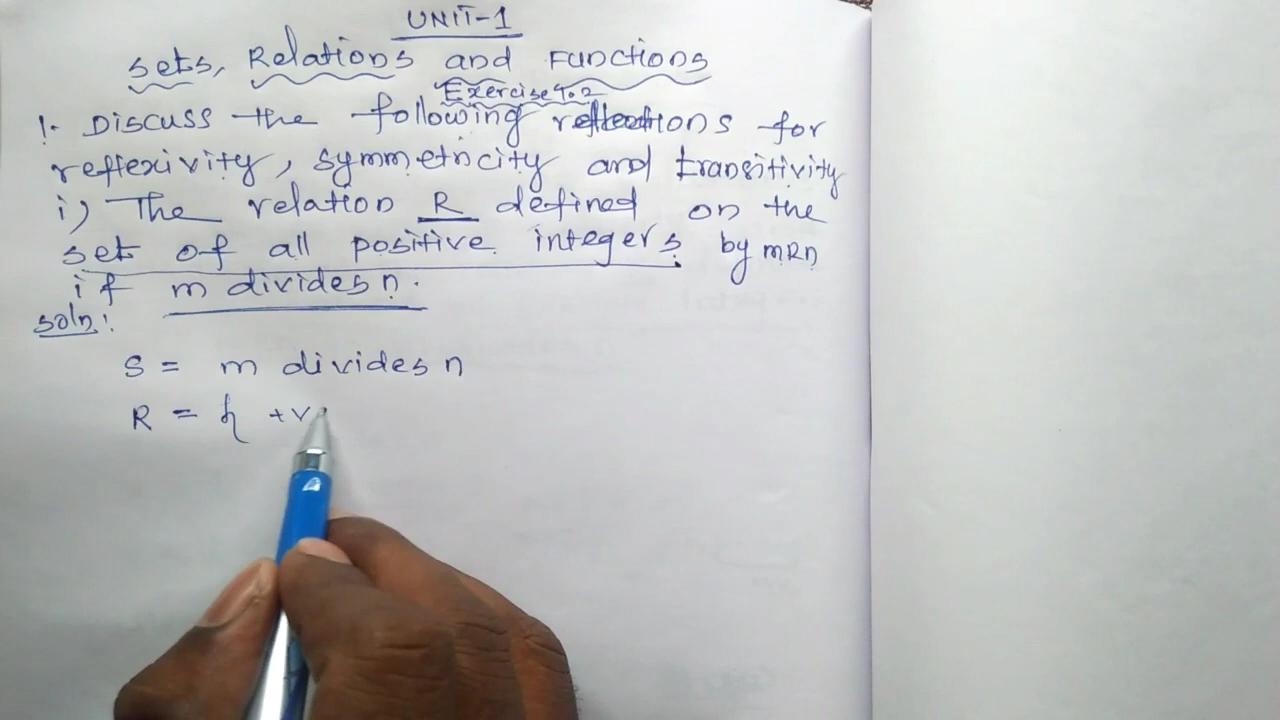 UNIT-1
Sets, Relations and Functions
Exercise 1.2
1. Discuss the following relations for
reflexivity, symmetricity and transitivity
i) The relation R defined on the
set of all positive integers by mRn
if m divides n.
Soln:
S = m divides n
R = { +v